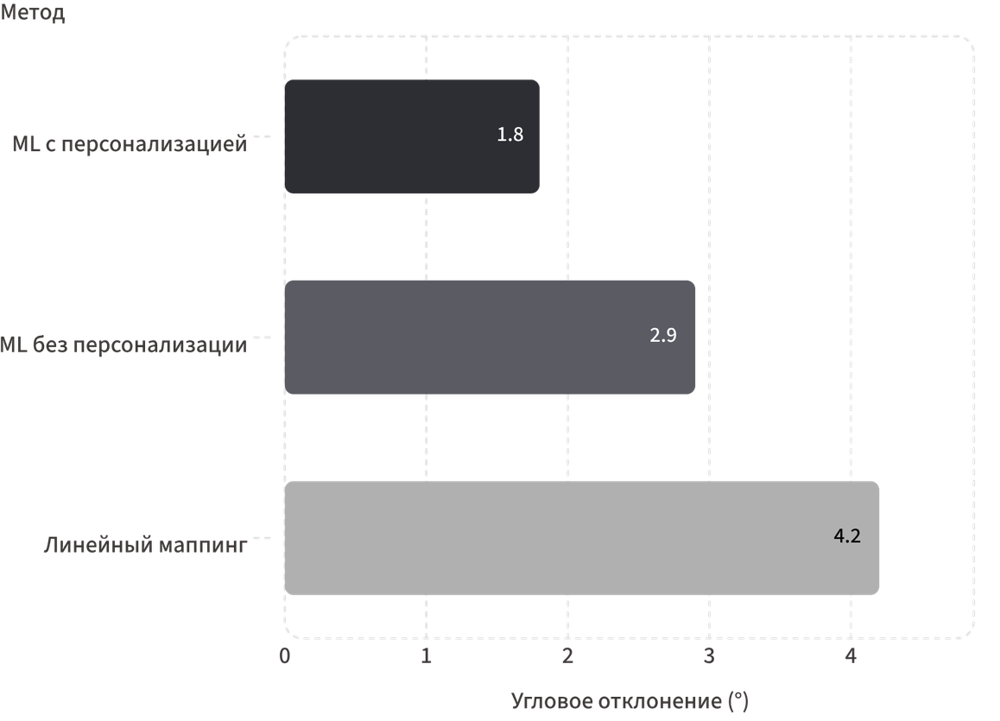 Метод
ML с персонализацией
1.8
ML без персонализации
2.9
Линейный маппинг
4.2
0 1 2 3 4
Угловое отклонение (°)